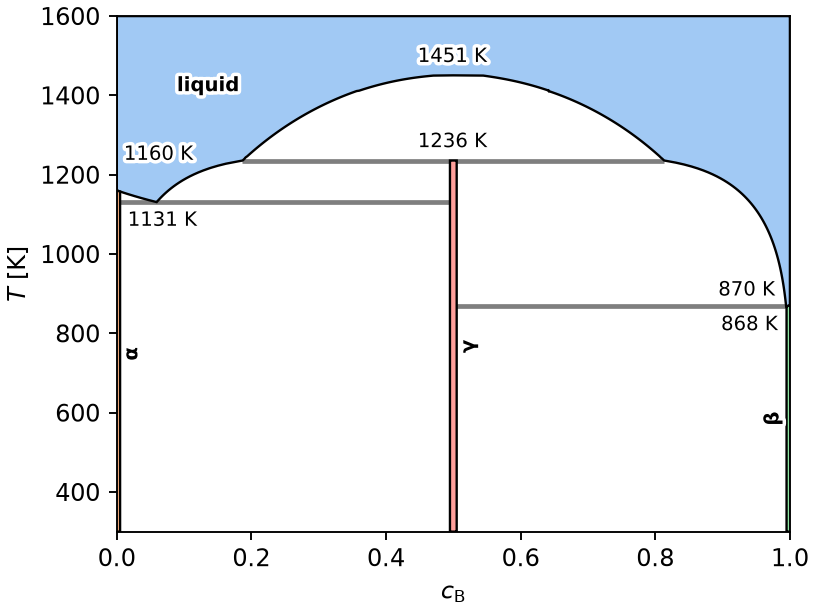 1600
1400
1200
1000
800
600
400
T [K]
liquid
1451 K
1236 K
1160 K
1131 K
870 K
868 K
α
γ
β
0.0 0.2 0.4 0.6 0.8 1.0
c_B